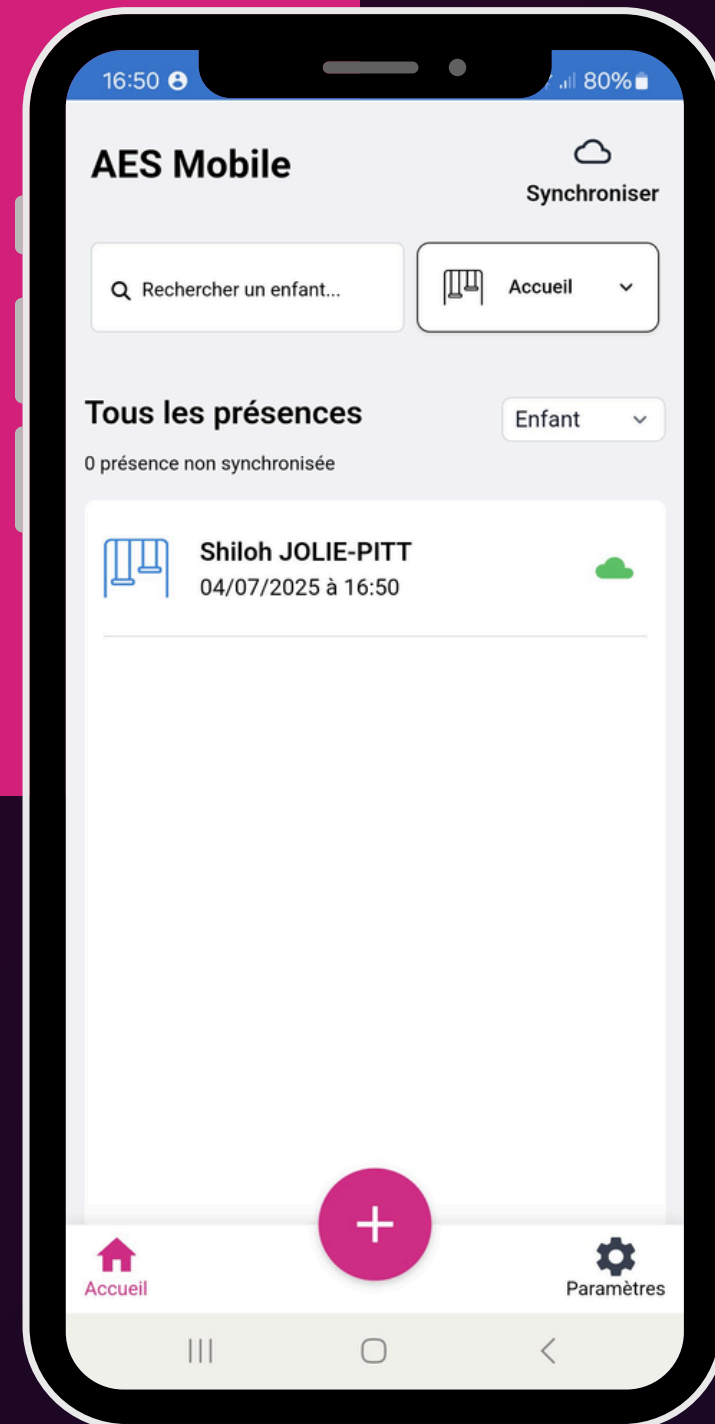 16:50
80%
AES Mobile
Synchroniser
Rechercher un enfant...
Accueil
Tous les présences
Enfant
0 présence non synchronisée
Shiloh JOLIE-PITT
04/07/2025 à 16:50
Accueil
Paramètres